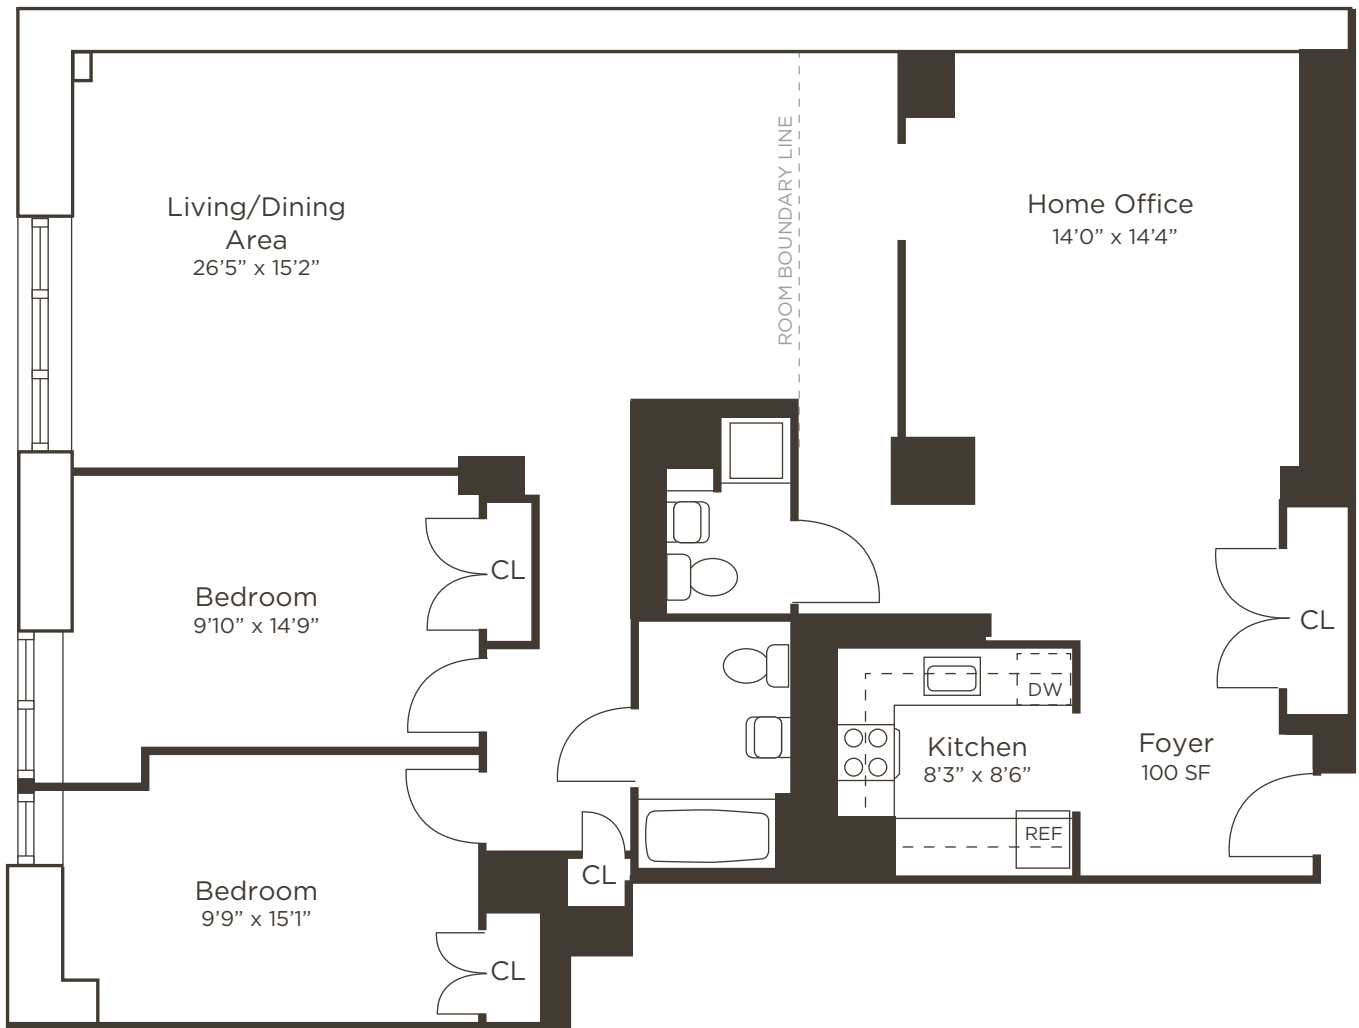 Living/Dining
Area
26’5” x 15’2”
ROOM BOUNDARY LINE
Home Office
14’0” x 14’4”
Bedroom
9’10” x 14’9”
CL
CL
DW
Kitchen
8’3” x 8’6”
Foyer
100 SF
REF
CL
Bedroom
9’9” x 15’1”
CL